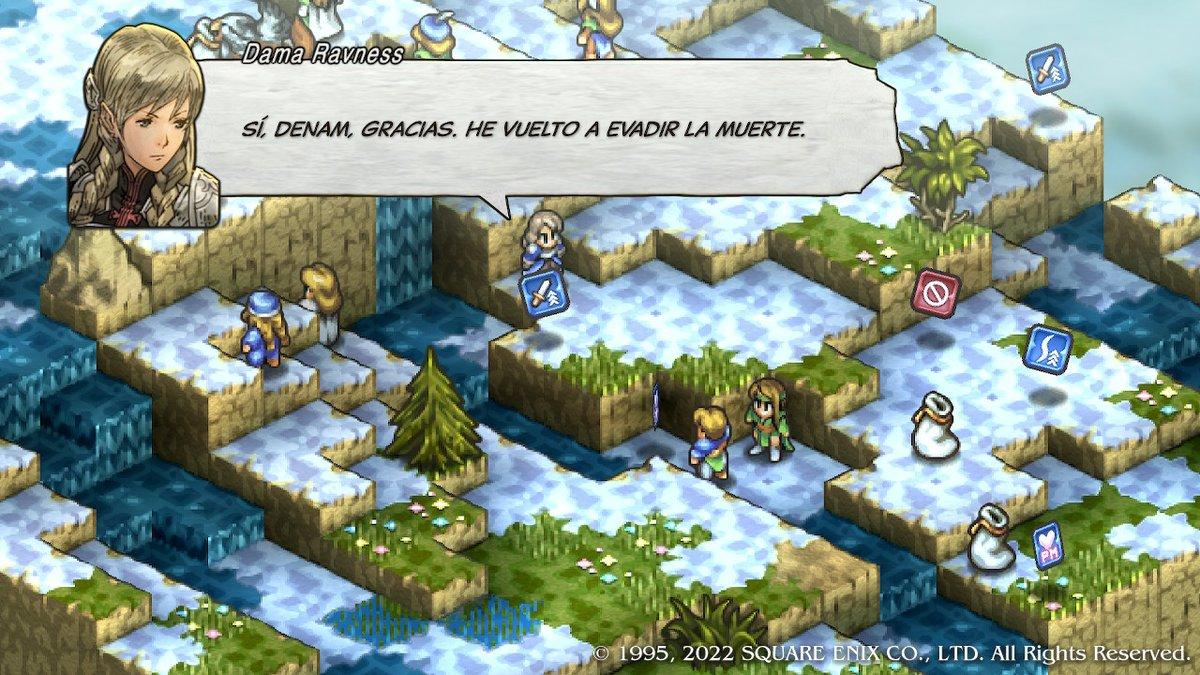 Dama Ravness
SÍ, DENAM, GRACIAS. HE VUELTO A EVADIR LA MUERTE.
PM
© 1995, 2022 SQUARE ENIX CO., LTD. All Rights Reserved.